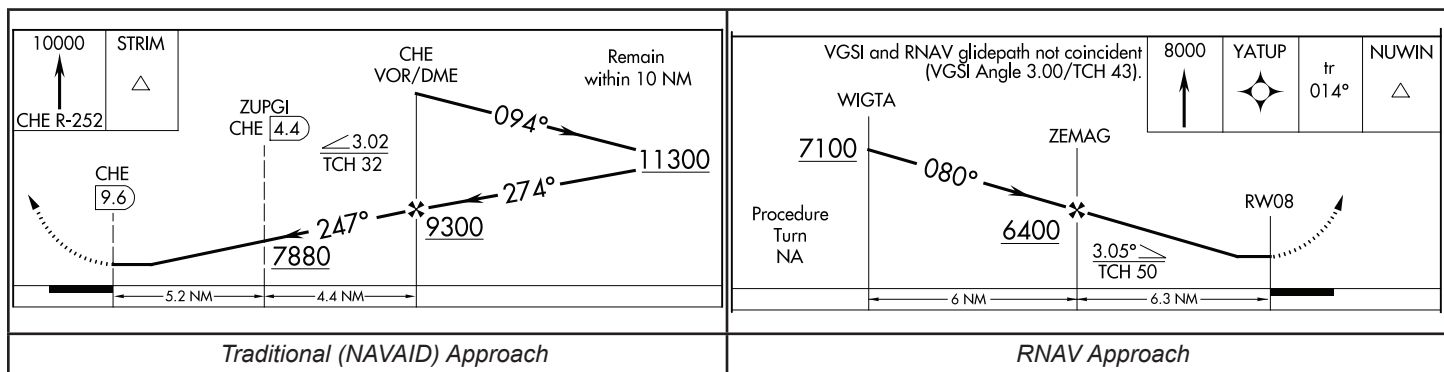 10000
CHE R-252
STRIM
CHE
VOR/DME
Remain
within 10 NM
ZUPGI
CHE 4.4
3.02
TCH 32
094°
11300
CHE
9.6
274°
247°
9300
7880
5.2 NM
4.4 NM
Traditional (NAVAID) Approach
VGSI and RNAV glidepath not coincident
(VGSI Angle 3.00/TCH 43).
8000
YATUP
tr
014°
NUWIN
WIGTA
ZEMAG
7100
080°
RW08
Procedure
Turn
NA
6400
3.05°
TCH 50
6 NM
6.3 NM
RNAV Approach